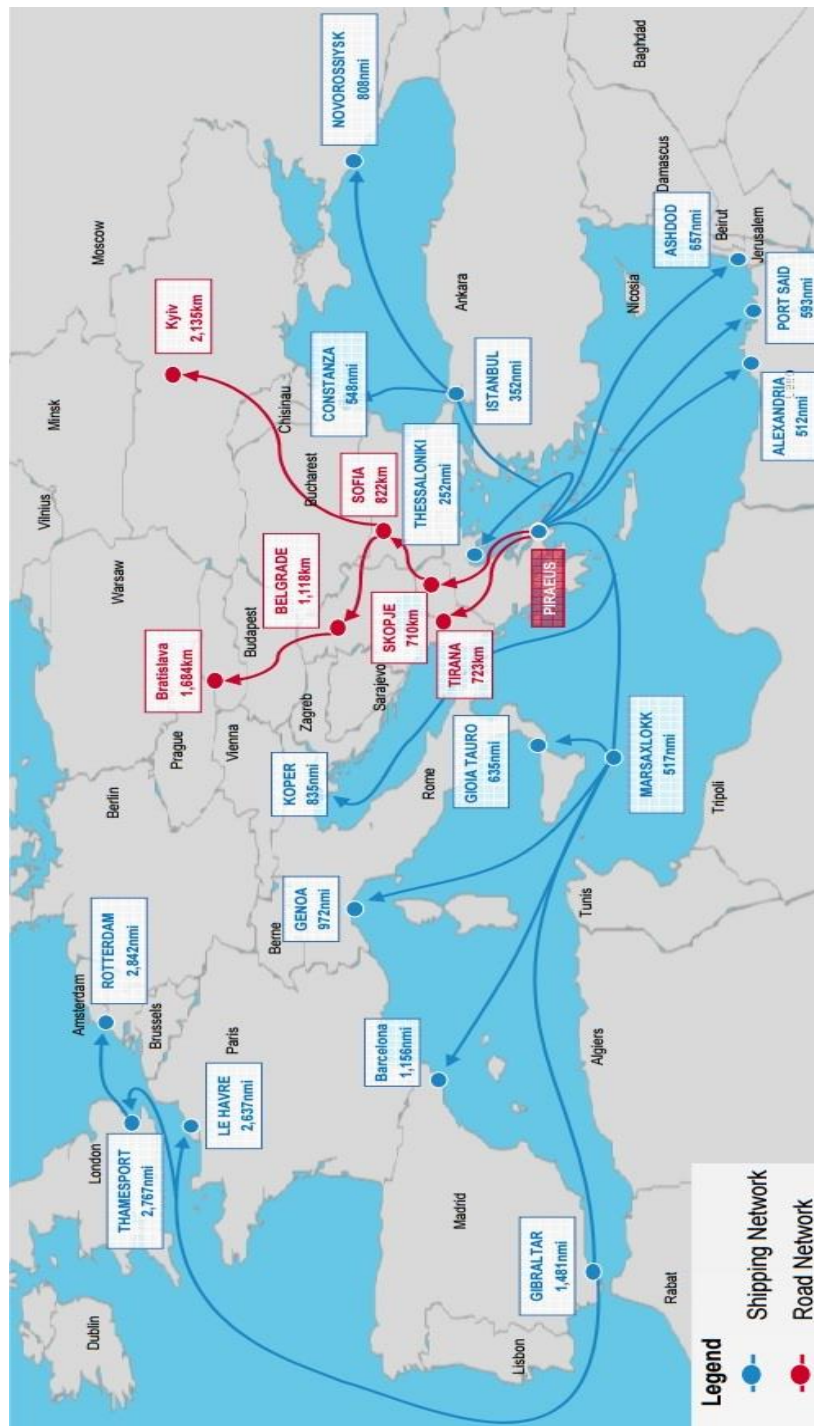 Dublin
London
THAMESPORT
2,767nmi
Amsterdam
ROTTERDAM
2,842nmi
Brussels
LE HAVRE
2,637nmi
Paris
Berlin
Prague
Vienna
Bratislava
1,684km
Warsaw
Vilnius
Minsk
Moscow
Kyiv
2,135km
Budapest
Chisinau
Berne
GENOA
972nmi
Zagreb
KOPER
835nmi
BELGRADE
1,118km
Bucharest
SOFIA
822km
CONSTANZA
548nmi
NOVOROSSIYSK
808nmi
Sarajevo
SKOPJE
710km
THESSALONIKI
252nmi
Rome
TIRANA
723km
Madrid
Barcelona
1,156nmi
GIOIA TAURO
635nmi
ISTANBUL
352nmi
Ankara
Lisbon
GIBRALTAR
1,481nmi
PIRAEUS
Algiers
Tunis
MARSAXLOKK
517nmi
Nicosia
Baghdad
Damascus
Beirut
ASHDOD
657nmi
Jerusalem
Rabat
Tripoli
ALEXANDRIA
512nmi
PORT SAID
593nmi
Legend
Shipping Network
Road Network